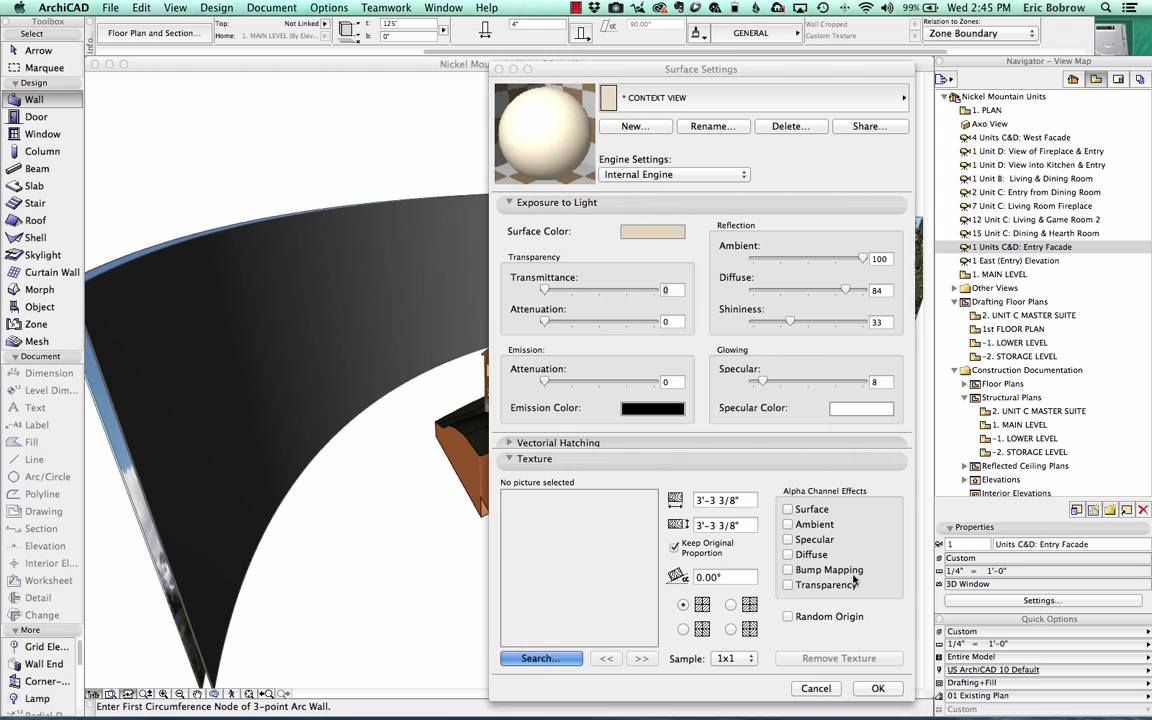 ArchiCAD File Edit View Design Document Options Teamwork Window Help 99% Wed 2:45 PM Eric Bobrow
Toolbox
Select
Arrow
Marquee
Design
Wall
Door
Window
Column
Beam
Slab
Stair
Roof
Shell
Skylight
Curtain Wall
Morph
Object
Zone
Mesh
Document
Dimension
Level Dim...
Text
Label
Fill
Line
Arc/Circle
Polyline
Drawing
Section
Elevation
Interior El...
Worksheet
Detail
Change
More
Grid Ele...
Wall End
Corner-...
Lamp
Floor Plan and Section...
Top: Not Linked
Home: 1. MAIN LEVEL (By Elev...
t: 125"
b: 0"
4"
90.00°
GENERAL
Wall Cropped
Custom Texture
Relation to Zones:
Zone Boundary
Nickel Mou
Surface Settings
* CONTEXT VIEW
New... Rename... Delete... Share...
Engine Settings:
Internal Engine
Exposure to Light
Surface Color:
Transparency
Transmittance: 0
Attenuation: 0
Reflection
Ambient: 100
Diffuse: 84
Shininess: 33
Emission:
Attenuation: 0
Emission Color:
Glowing
Specular: 8
Specular Color:
Vectorial Hatching
Texture
No picture selected
3'-3 3/8"
3'-3 3/8"
Keep Original
Proportion
0.00°
Alpha Channel Effects
Surface
Ambient
Specular
Diffuse
Bump Mapping
Transparency
Random Origin
Search... << >> Sample: 1x1 Remove Texture
Cancel OK
Enter First Circumference Node of 3-point Arc Wall.
Navigator - View Map
Nickel Mountain Units
1. PLAN
Axo View
4 Units C&D: West Facade
1 Unit D: View of Fireplace & Entry
1 Unit D: View into Kitchen & Entry
1 Unit 8: Living & Dining Room
2 Unit C: Entry from Dining Room
7 Unit C: Living Room Fireplace
12 Unit C: Living & Game Room 2
15 Unit C: Dining & Hearth Room
1 Units C&D: Entry Facade
1 East (Entry) Elevation
1. MAIN LEVEL
Other Views
Drafting Floor Plans
2. UNIT C MASTER SUITE
1st FLOOR PLAN
-1. LOWER LEVEL
-2. STORAGE LEVEL
Construction Documentation
Floor Plans
Structural Plans
2. UNIT C MASTER SUITE
1. MAIN LEVEL
-1. LOWER LEVEL
-2. STORAGE LEVEL
Reflected Ceiling Plans
Elevations
Interior Elevations
Properties
1 Units C&D: Entry Facade
Custom
1/4" = 1'-0"
3D Window
Settings...
Quick Options
Custom
1/4" = 1'-0"
Entire Model
US ArchiCAD 10 Default
Drafting+Fill
01 Existing Plan
Custom